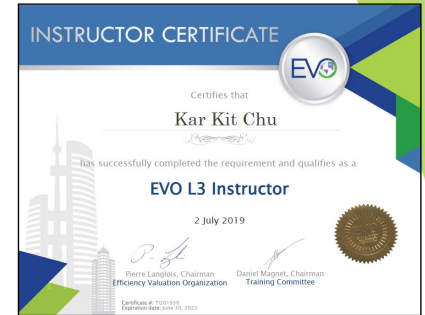 INSTRUCTOR CERTIFICATE
EVO
Certifies that
Kar Kit Chu
has successfully completed the requirement and qualifies as a
EVO L3 Instructor
2 July 2019
Pierre Langlois, Chairman
Efficiency Valuation Organization
Daniel Magnet, Chairman
Training Committee
Certificate #: TG01950
Expiration date: June 30, 2022